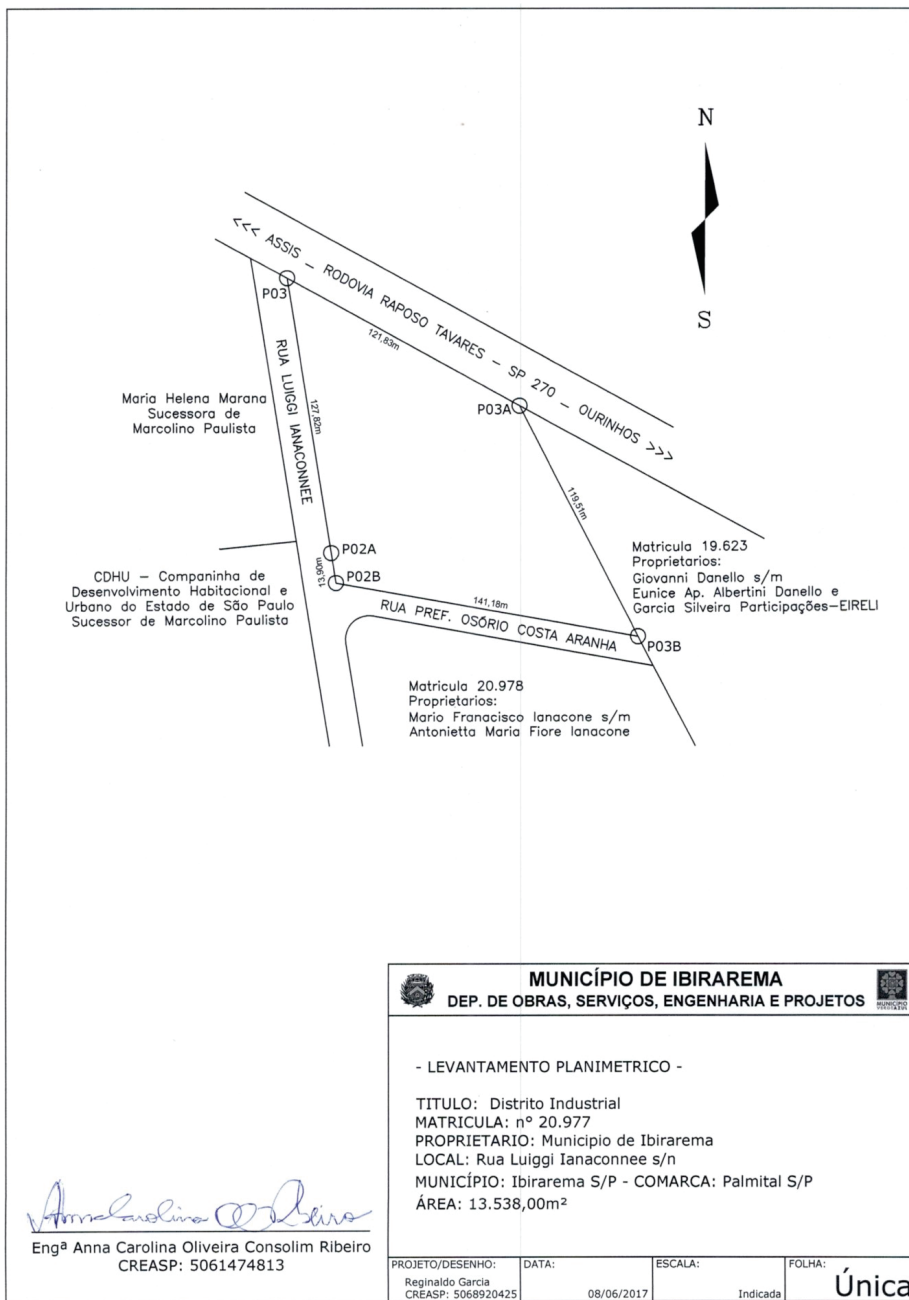 N
S
<<< ASSIS – RODOVIA RAPOSO TAVARES – SP 270 – OURINHOS >>>
P03
121,83m
P03A
RUA LUIGGI IANACONNEE
127,82m
Maria Helena Marana
Sucessora de
Marcolino Paulista
119,51m
P02A
13,90m
P02B
CDHU – Companinha de
Desenvolvimento Habitacional e
Urbano do Estado de São Paulo
Sucessor de Marcolino Paulista
Matricula 19.623
Proprietarios:
Giovanni Danello s/m
Eunice Ap. Albertini Danello e
Garcia Silveira Participações–EIRELI
141,18m
RUA PREF. OSÓRIO COSTA ARANHA
P03B
Matricula 20.978
Proprietarios:
Mario Franacisco Ianacone s/m
Antonietta Maria Fiore Ianacone
MUNICÍPIO DE IBIRAREMA
DEP. DE OBRAS, SERVIÇOS, ENGENHARIA E PROJETOS
MUNICÍPIO
VERDEAZUL
- LEVANTAMENTO PLANIMETRICO -
TITULO: Distrito Industrial
MATRICULA: nº 20.977
PROPRIETARIO: Municipio de Ibirarema
LOCAL: Rua Luiggi Ianaconnee s/n
MUNICÍPIO: Ibirarema S/P - COMARCA: Palmital S/P
ÁREA: 13.538,00m²
Engª Anna Carolina Oliveira Consolim Ribeiro
CREASP: 5061474813
PROJETO/DESENHO:
Reginaldo Garcia
CREASP: 5068920425
DATA:
08/06/2017
ESCALA:
Indicada
FOLHA:
Única